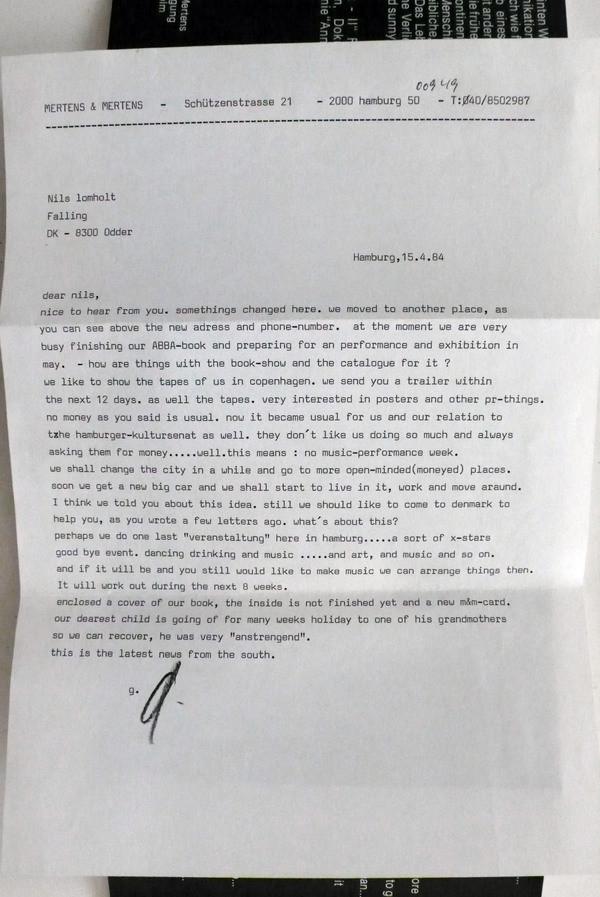 00949
MERTENS & MERTENS - Schützenstrasse 21 - 2000 hamburg 50 - T:040/8502987
Nils lomholt
Falling
DK - 8300 Odder
Hamburg,15.4.84
dear nils,
nice to hear from you. somethings changed here. we moved to another place, as
you can see above the new adress and phone-number. at the moment we are very
busy finishing our ABBA-book and preparing for an performance and exhibition in
may. - how are things with the book-show and the catalogue for it ?
we like to show the tapes of us in copenhagen. we send you a trailer within
the next 12 days. as well the tapes. very interested in posters and other pr-things.
no money as you said is usual. now it became usual for us and our relation to
tzhe hamburger-kultursenat as well. they don´t like us doing so much and always
asking them for money.....well.this means : no music-performance week.
we shall change the city in a while and go to more open-minded(moneyed) places.
soon we get a new big car and we shall start to live in it, work and move araund.
I think we told you about this idea. still we should like to come to denmark to
help you, as you wrote a few letters ago. what´s about this?
perhaps we do one last "veranstaltung" here in hamburg.....a sort of x-stars
good bye event. dancing drinking and music .....and art, and music and so on.
and if it will be and you still would like to make music we can arrange things then.
It will work out during the next 8 weeks.
enclosed a cover of our book, the inside is not finished yet and a new m&m-card.
our dearest child is going of for many weeks holiday to one of his grandmothers
so we can recover, he was very "anstrengend".
this is the latest news from the south.
g.